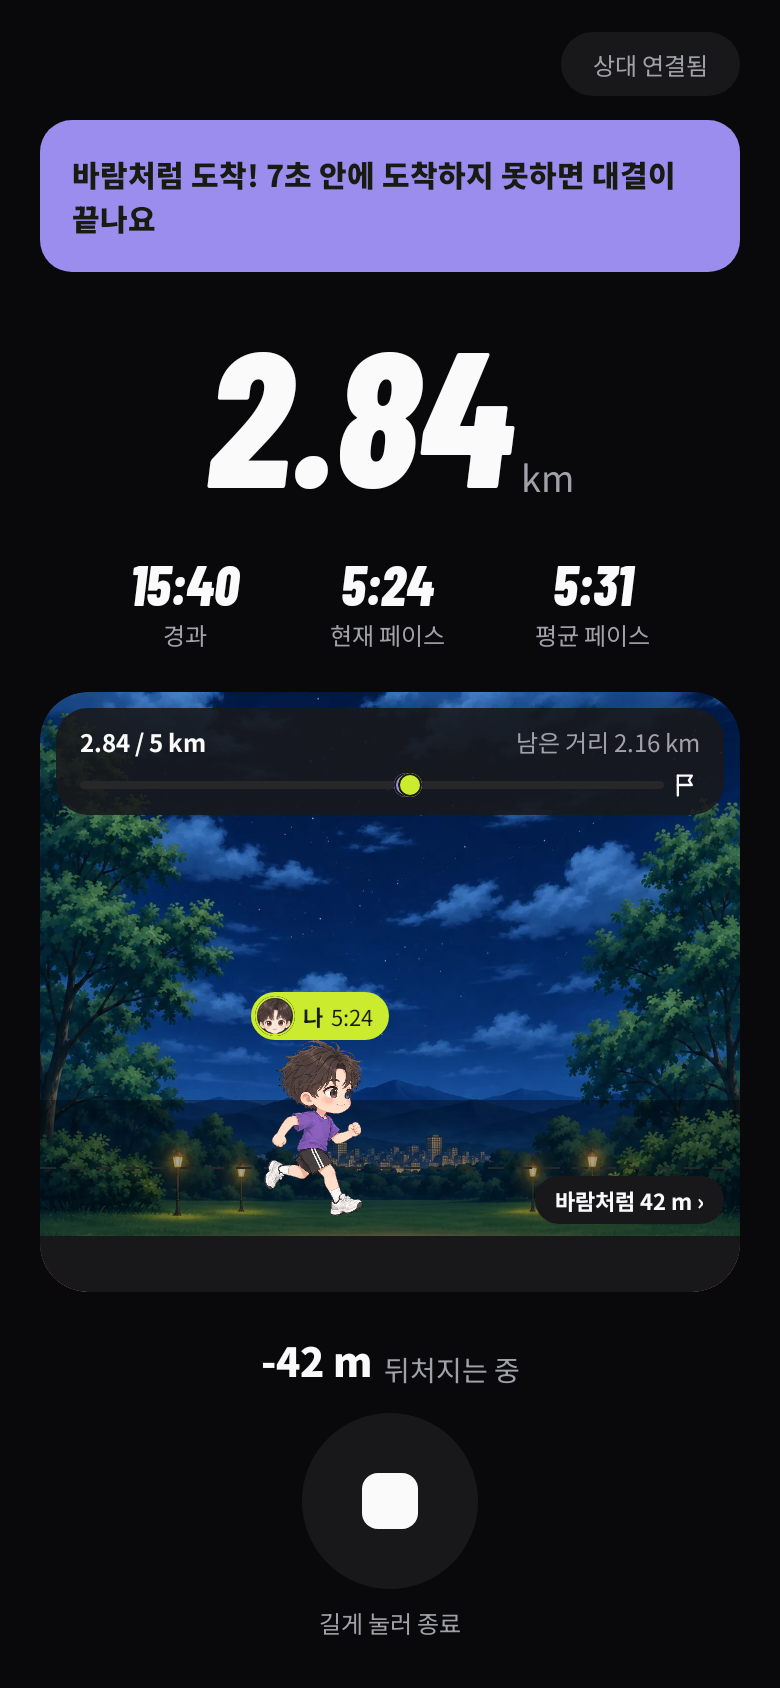 상대 연결됨
바람처럼 도착! 7초 안에 도착하지 못하면 대결이
끝나요
2.84 km
15:40 5:24 5:31
경과 현재 페이스 평균 페이스
2.84 / 5 km 남은 거리 2.16 km
나 5:24
바람처럼 42 m ›
-42 m 뒤처지는 중
길게 눌러 종료